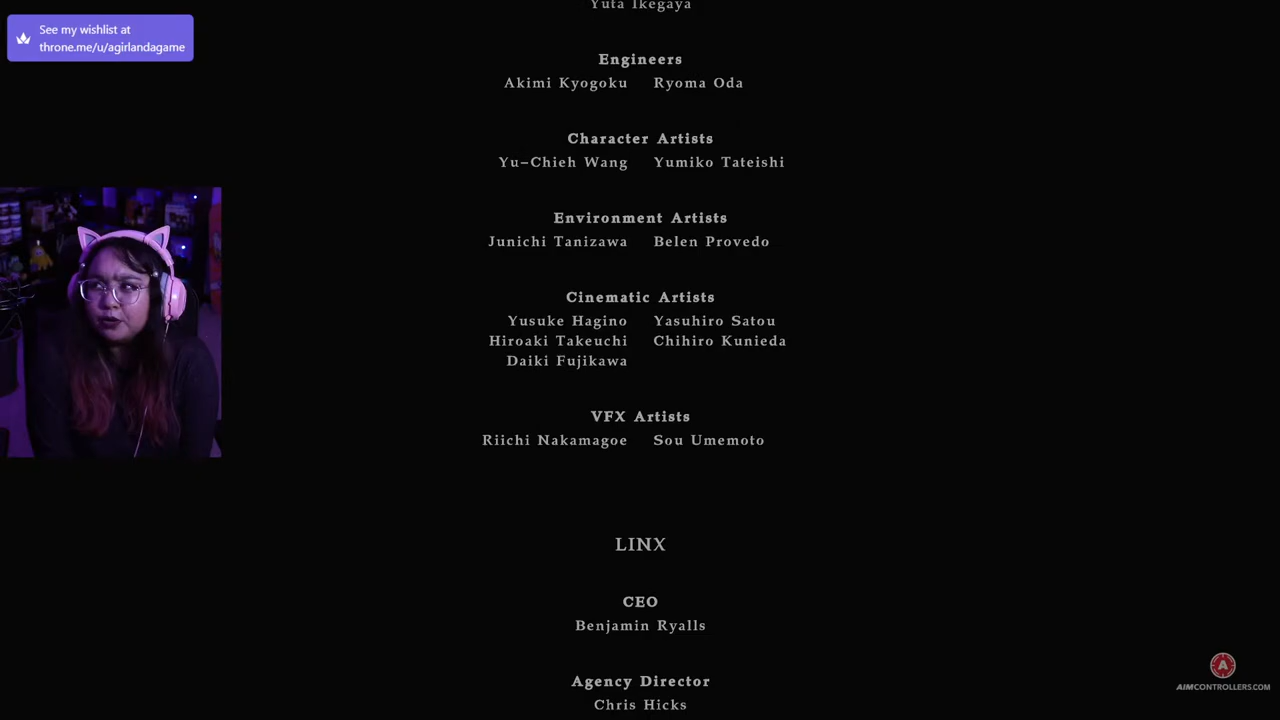 See my wishlist at
throne.me/u/agirlandagame
Yuta Ikegaya
Engineers
Akimi Kyogoku Ryoma Oda
Character Artists
Yu-Chieh Wang Yumiko Tateishi
Environment Artists
Junichi Tanizawa Belen Provedo
Cinematic Artists
Yusuke Hagino Yasuhiro Satou
Hiroaki Takeuchi Chihiro Kunieda
Daiki Fujikawa
VFX Artists
Riichi Nakamagoe Sou Umemoto
LINX
CEO
Benjamin Ryalls
Agency Director
Chris Hicks
A
AIMCONTROLLERS.COM